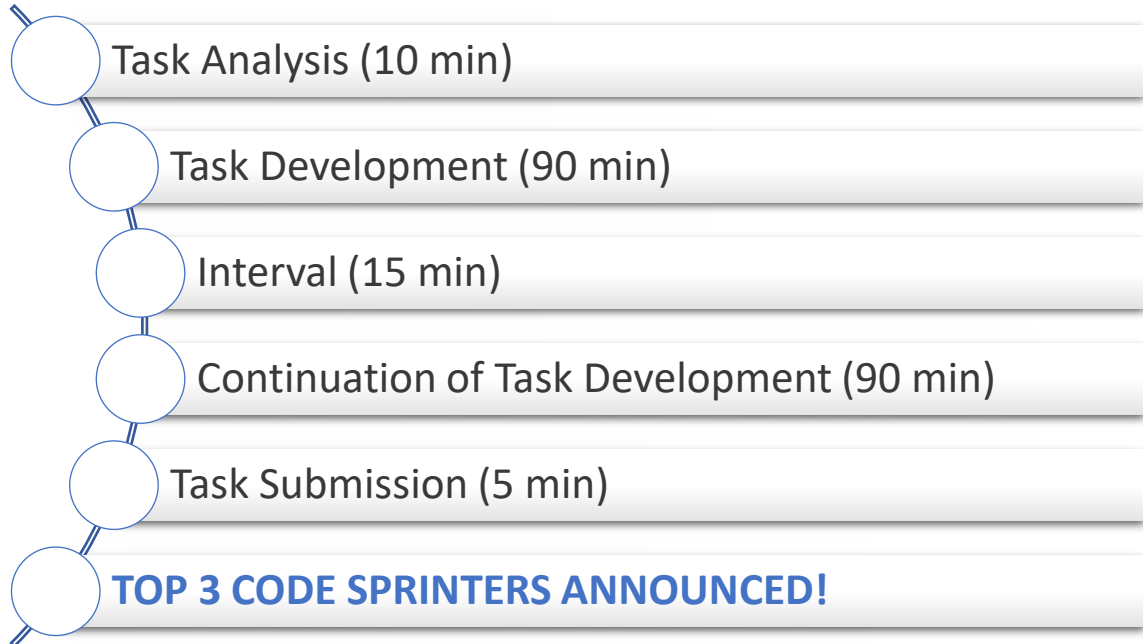 Task Analysis (10 min)
Task Development (90 min)
Interval (15 min)
Continuation of Task Development (90 min)
Task Submission (5 min)
TOP 3 CODE SPRINTERS ANNOUNCED!